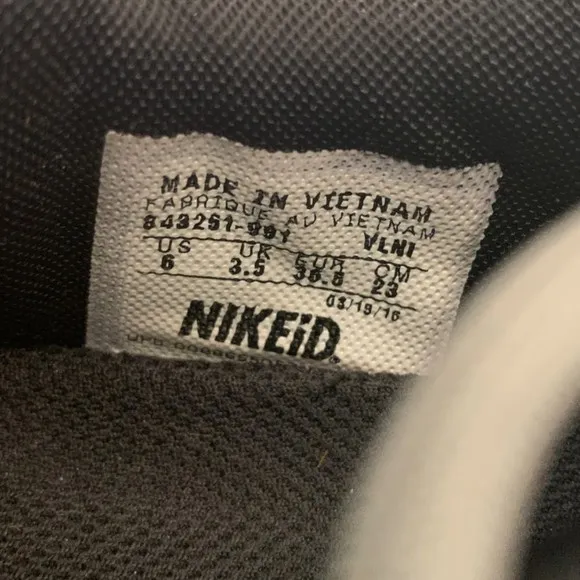 MADE IN VIETNAM
FABRIQUE AU VIETNAM
843251-991 VLNI
US UK EUR CM
6 3.5 36.5 23
03/19/16
NIKEiD.